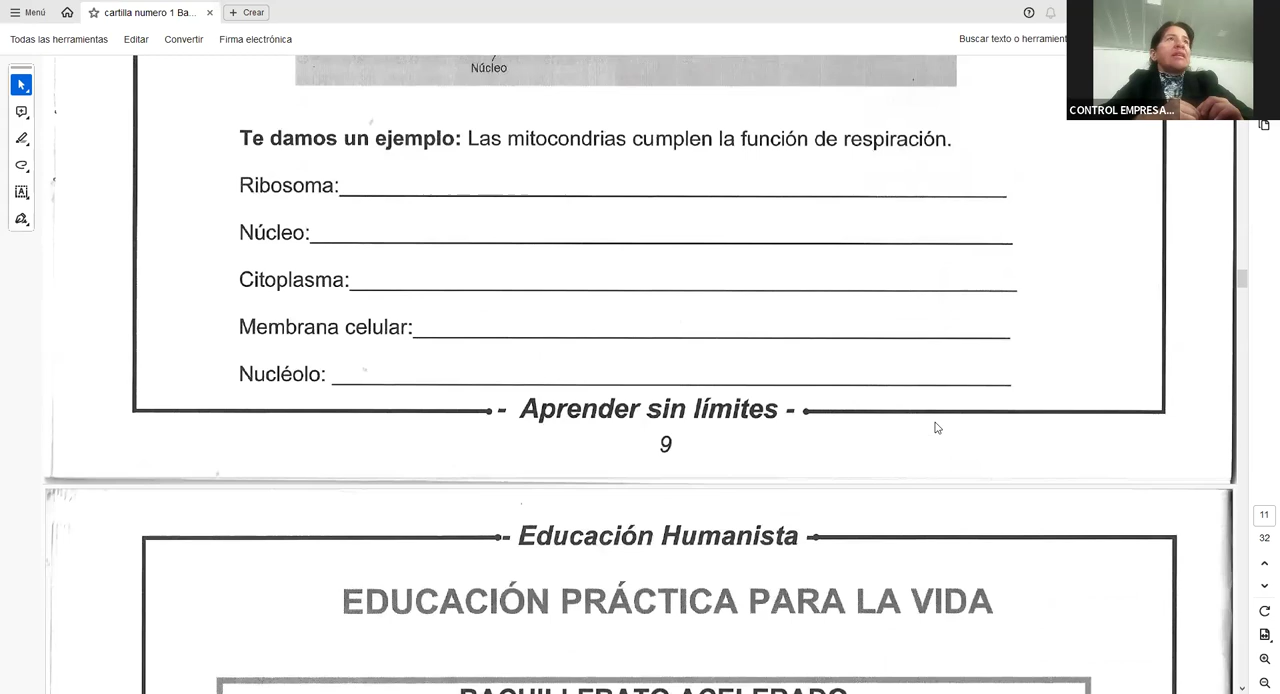 Menú
cartilla numero 1 Ba...
Crear
Todas las herramientas
Editar
Convertir
Firma electrónica
Buscar texto o herramient
CONTROL EMPRESA...
Núcleo
Te damos un ejemplo: Las mitocondrias cumplen la función de respiración.
Ribosoma:
Núcleo:
Citoplasma:
Membrana celular:
Nucléolo:
- Aprender sin límites -
9
- Educación Humanista -
EDUCACIÓN PRÁCTICA PARA LA VIDA
BACHILLERATO ACELERADO
11
32